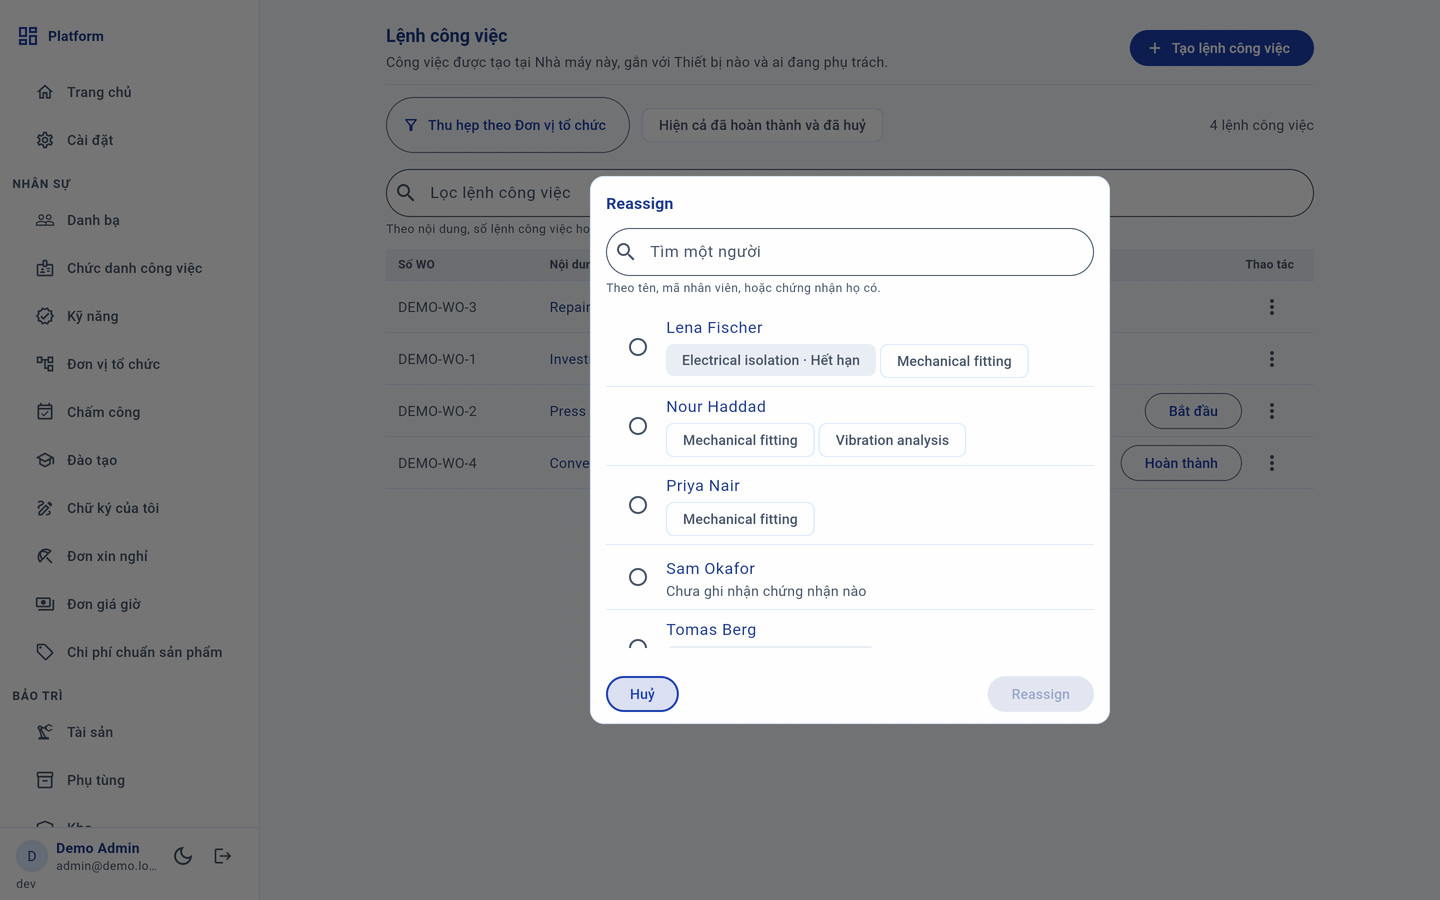 Platform
Trang chủ
Cài đặt
NHÂN SỰ
Danh bạ
Chức danh công việc
Kỹ năng
Đơn vị tổ chức
Chấm công
Đào tạo
Chữ ký của tôi
Đơn xin nghỉ
Đơn giá giờ
Chi phí chuẩn sản phẩm
BẢO TRÌ
Tài sản
Phụ tùng
D
Demo Admin
admin@demo.lo...
dev
Lệnh công việc
Công việc được tạo tại Nhà máy này, gắn với Thiết bị nào và ai đang phụ trách.
Tạo lệnh công việc
Thu hẹp theo Đơn vị tổ chức
Hiện cả đã hoàn thành và đã huỷ
4 lệnh công việc
Lọc lệnh công việc
Theo nội dung, số lệnh công việc
Số WO
Thao tác
DEMO-WO-3
Repair
DEMO-WO-1
DEMO-WO-2
Press
Bắt đầu
DEMO-WO-4
Hoàn thành
Reassign
Tìm một người
Theo tên, mã nhân viên, hoặc chứng nhận họ có.
Lena Fischer
Electrical isolation · Hết hạn
Mechanical fitting
Nour Haddad
Mechanical fitting
Vibration analysis
Priya Nair
Mechanical fitting
Sam Okafor
Chưa ghi nhận chứng nhận nào
Tomas Berg
Huỷ
Reassign